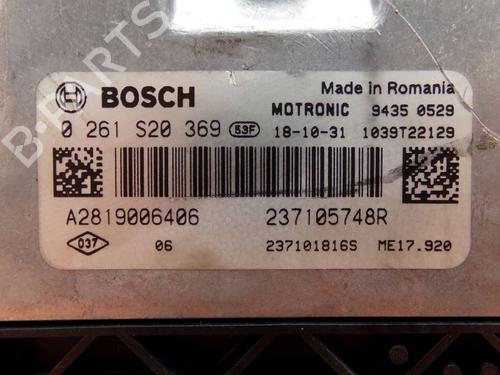 BOSCH
Made in Romania
MOTRONIC 9435 0529
0 261 S20 369 53F 18-10-31 1039T22129
A2819006406 237105748R
037 06 237101816S ME17.920
B-PARTS